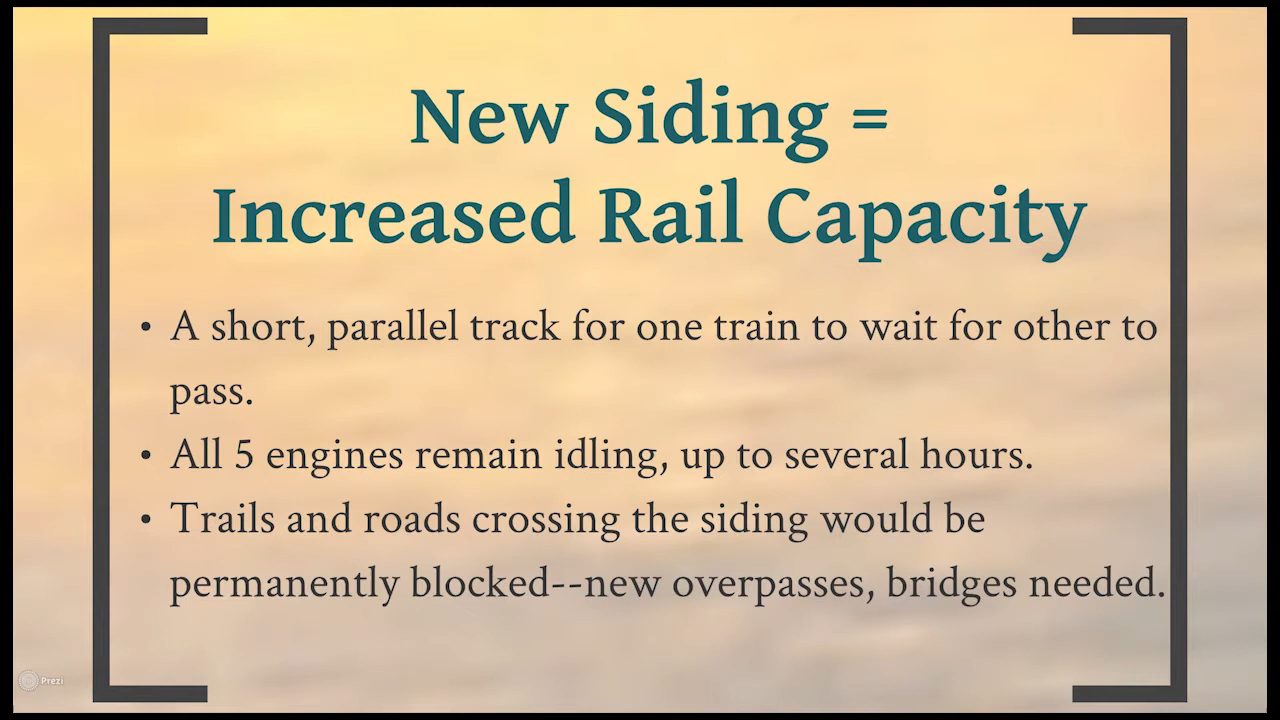 New Siding =
Increased Rail Capacity
• A short, parallel track for one train to wait for other to
pass.
• All 5 engines remain idling, up to several hours.
• Trails and roads crossing the siding would be
permanently blocked--new overpasses, bridges needed.
Prezi